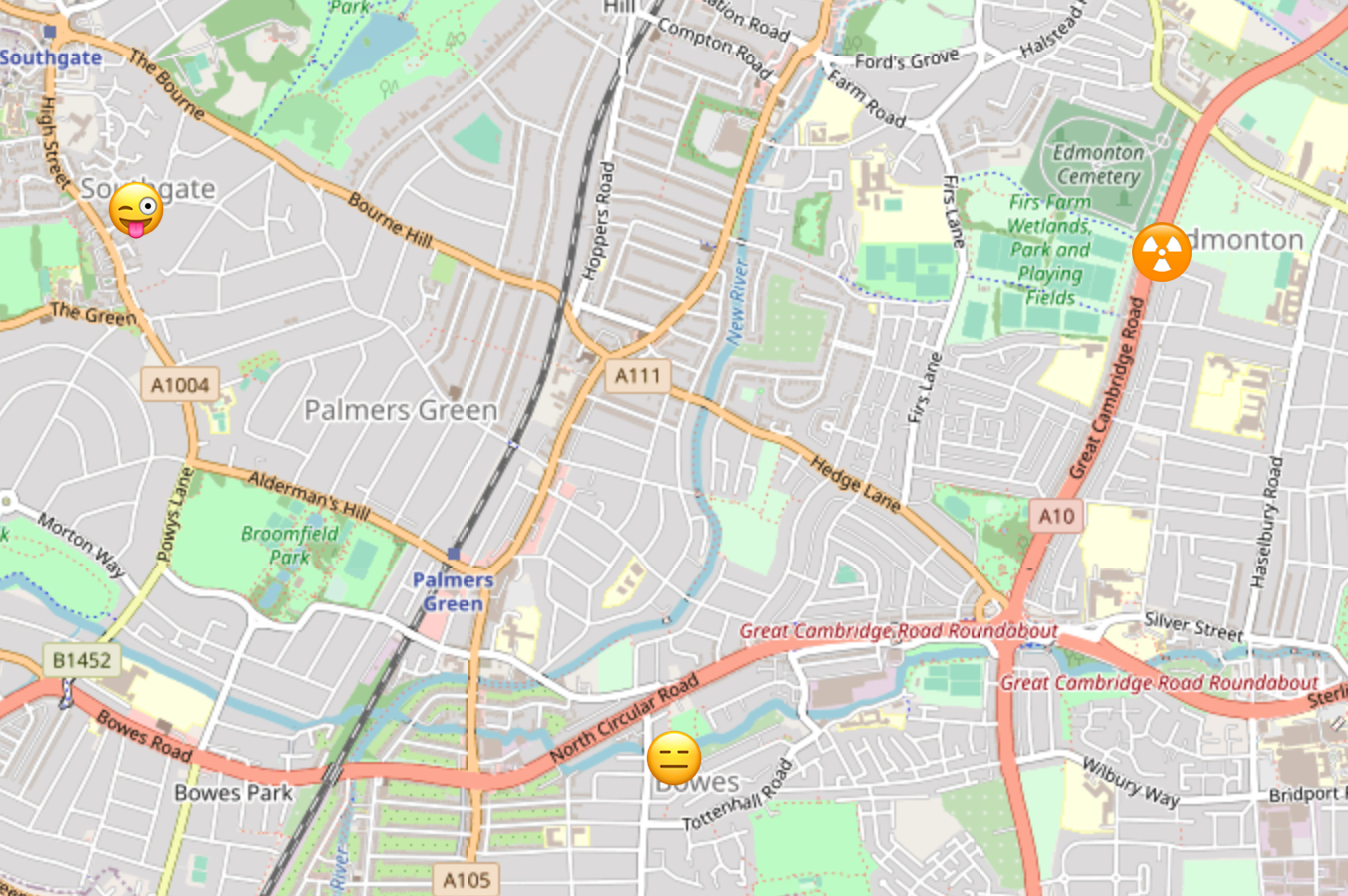 Park
Hill
ation Road
Compton Road
Ford's Grove
Halstead R
Southgate
The Bourne
Farm Road
High Street
Edmonton
Cemetery
Southgate
Firs Lane
Firs Farm
Wetlands,
Park and
Playing
Fields
Bourne Hill
Hoppers Road
dmonton
New River
The Green
Great Cambridge Road
A1004
A111
Firs Lane
Palmers Green
Hedge Lane
Alderman's Hill
Powys Lane
Haselbury Road
A10
k
Morton Way
Broomfield
Park
Palmers
Green
Great Cambridge Road Roundabout
Silver Street
B1452
Great Cambridge Road Roundabout
Sterli
North Circular Road
Bowes Road
Bowes Park
Bowes
Tottenhall Road
Wilbury Way
Bridport R
River
A105